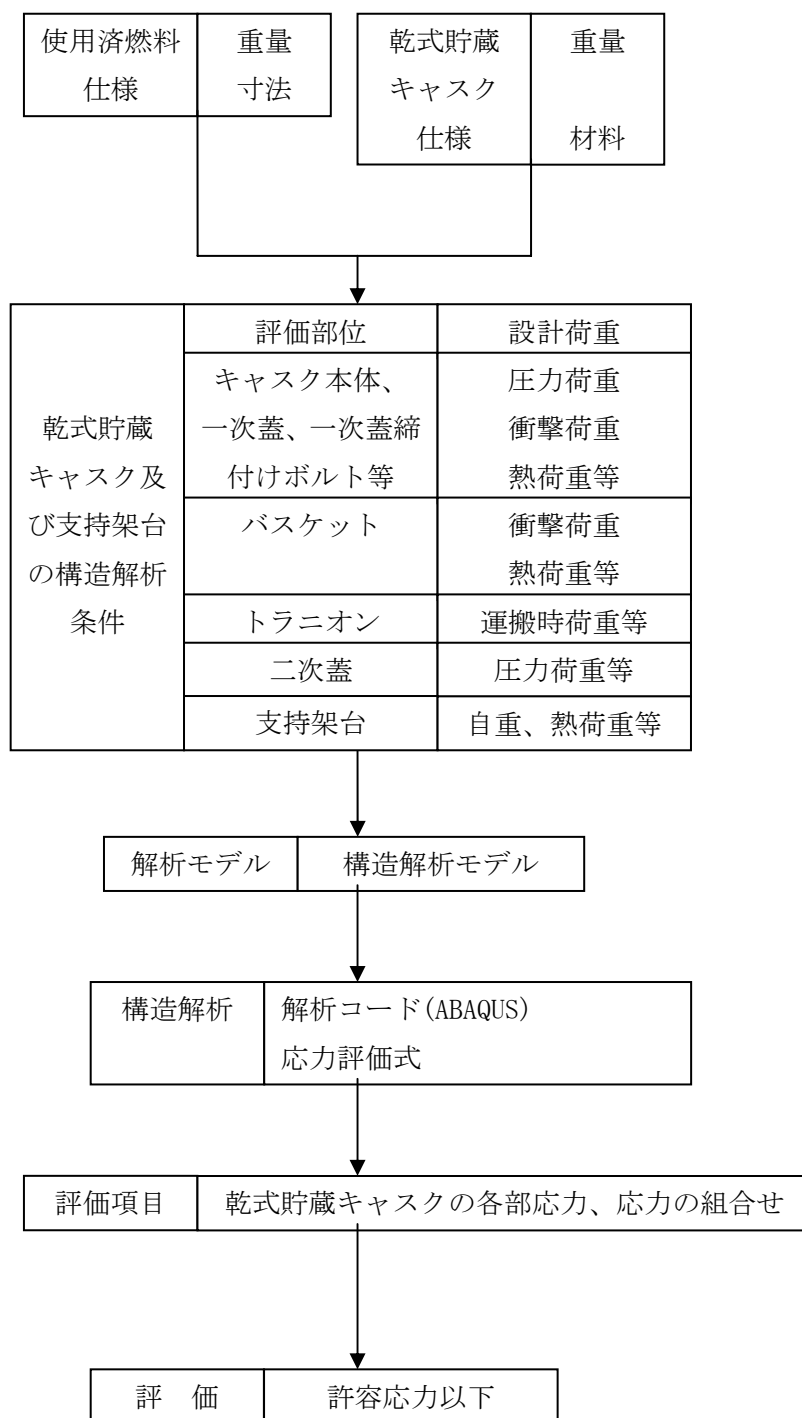 使用済燃料
仕様
重量
寸法
乾式貯蔵
キャスク
仕様
重量
材料
乾式貯蔵
キャスク及
び支持架台
の構造解析
条件
評価部位
設計荷重
キャスク本体、
一次蓋、一次蓋締
付けボルト等
圧力荷重
衝撃荷重
熱荷重等
バスケット
衝撃荷重
熱荷重等
トラニオン
運搬時荷重等
二次蓋
圧力荷重等
支持架台
自重、熱荷重等
解析モデル
構造解析モデル
構造解析
解析コード(ABAQUS)
応力評価式
評価項目
乾式貯蔵キャスクの各部応力、応力の組合せ
評　価
許容応力以下